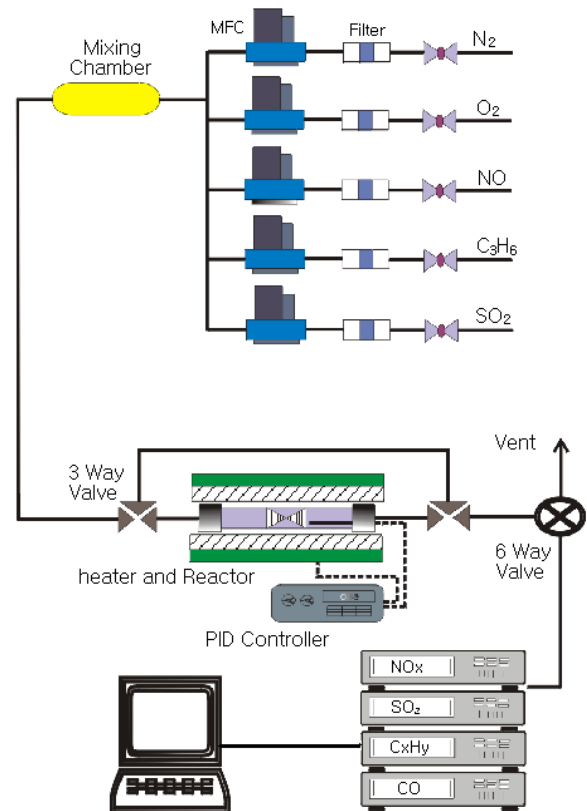 MFC
Filter
N₂
Mixing
Chamber
O₂
NO
C₃H₆
SO₂
3 Way
Valve
Vent
6 Way
Valve
heater and Reactor
PID Controller
NOx
SO₂
CxHy
CO